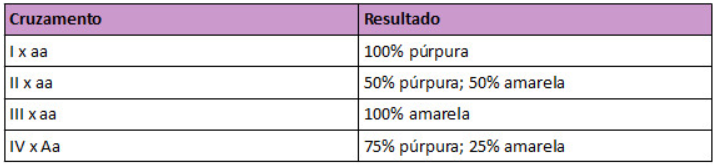 Cruzamento Resultado
I x aa 100% púrpura
II x aa 50% púrpura; 50% amarela
III x aa 100% amarela
IV x Aa 75% púrpura; 25% amarela